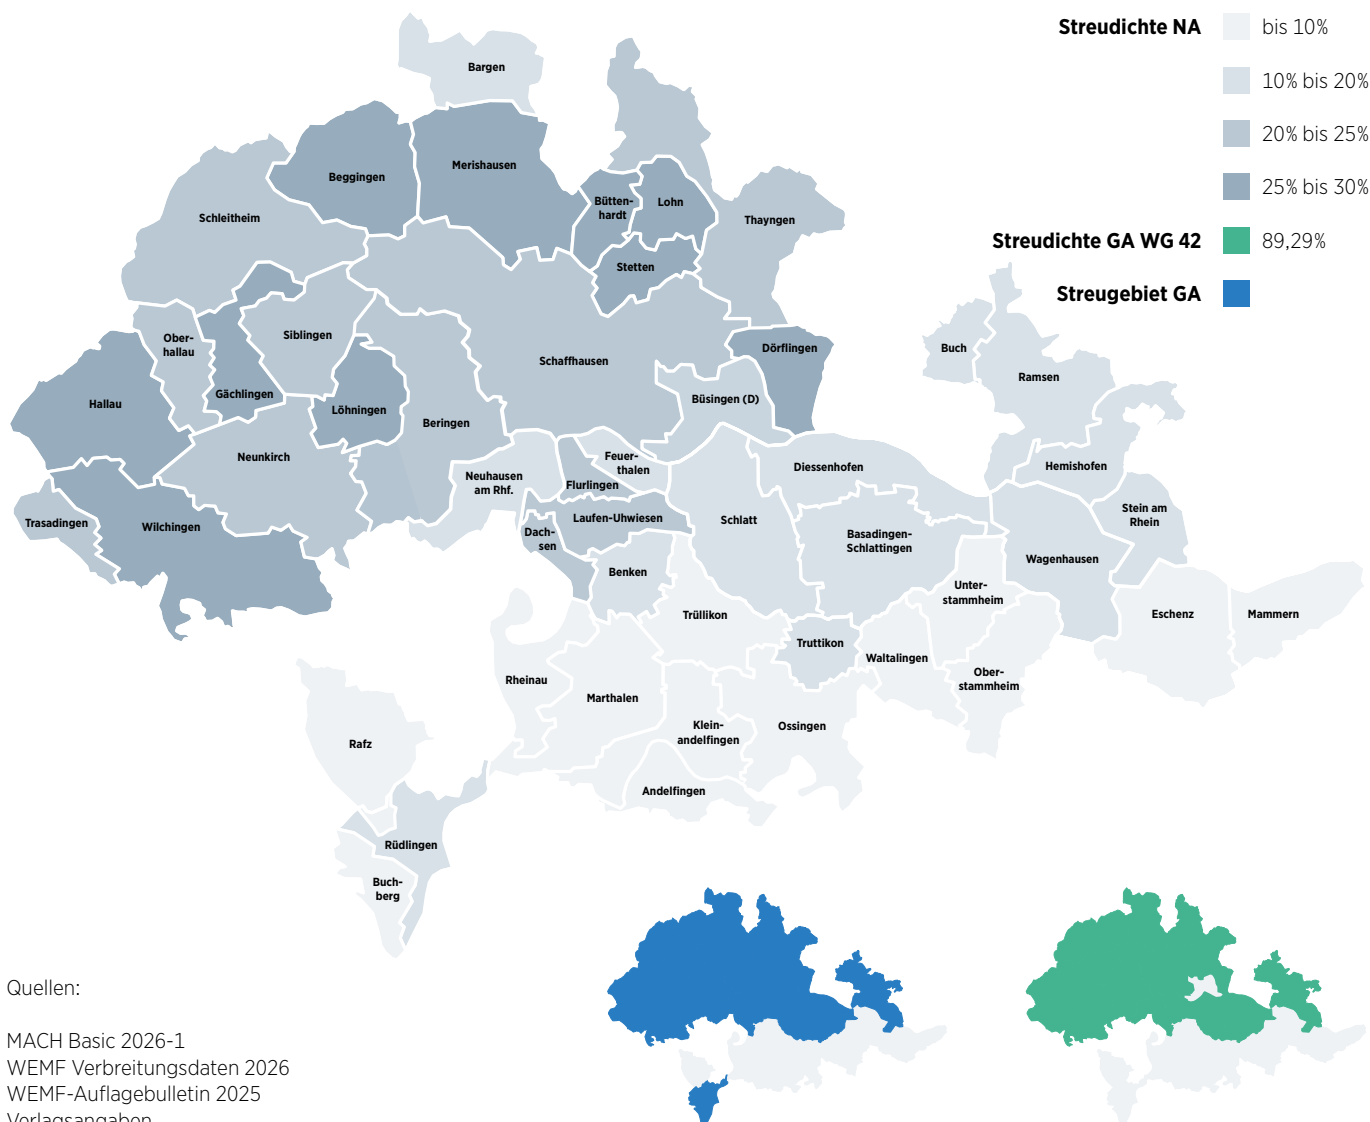 Streudichte NA
bis 10%
10% bis 20%
20% bis 25%
25% bis 30%
Streudichte GA WG 42
89,29%
Streugebiet GA
Bargen
Merishausen
Beggingen
Schleitheim
Bütten-
hardt
Lohn
Thayngen
Stetten
Siblingen
Ober-
hallau
Gächlingen
Hallau
Löhningen
Beringen
Schaffhausen
Dörflingen
Büsingen (D)
Buch
Ramsen
Hemishofen
Neunkirch
Neuhausen
am Rhf.
Feuer-
thalen
Flurlingen
Diessenhofen
Trasadingen
Wilchingen
Laufen-Uhwiesen
Dach-
sen
Schlatt
Basadingen-
Schlattingen
Stein am
Rhein
Wagenhausen
Benken
Unter-
stammheim
Eschenz
Mammern
Trüllikon
Truttikon
Waltalingen
Ober-
stammheim
Rheinau
Marthalen
Klein-
andelfingen
Ossingen
Andelfingen
Rafz
Rüdlingen
Buch-
berg
Quellen:
MACH Basic 2026-1
WEMF Verbreitungsdaten 2026
WEMF-Auflagebulletin 2025
Verlagsangaben